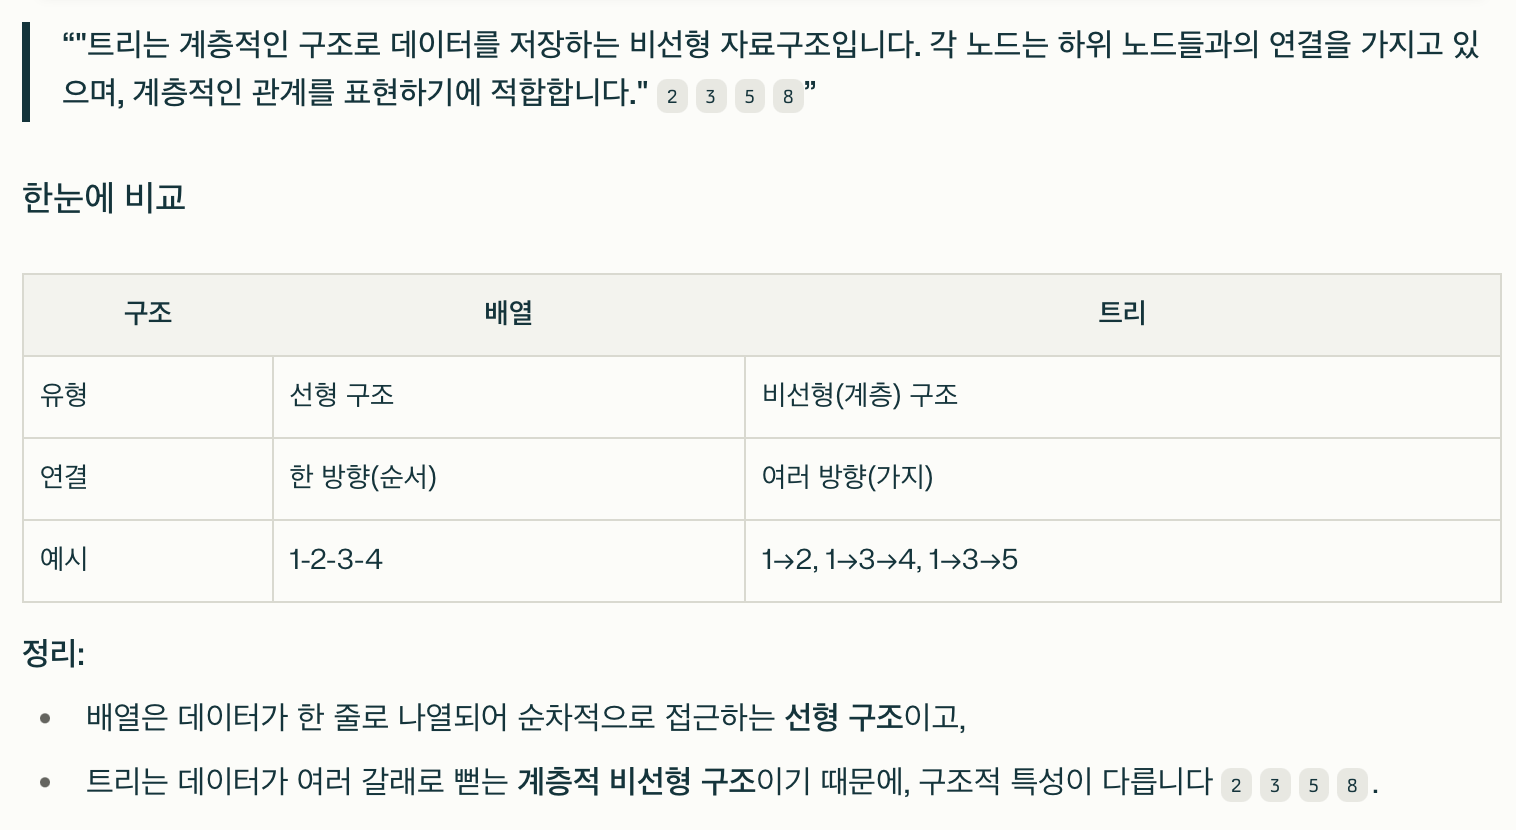 “"트리는 계층적인 구조로 데이터를 저장하는 비선형 자료구조입니다. 각 노드는 하위 노드들과의 연결을 가지고 있
으며, 계층적인 관계를 표현하기에 적합합니다." 2 3 5 8”
한눈에 비교
구조 배열 트리
유형 선형 구조 비선형(계층) 구조
연결 한 방향(순서) 여러 방향(가지)
예시 1-2-3-4 1→2, 1→3→4, 1→3→5
정리:
• 배열은 데이터가 한 줄로 나열되어 순차적으로 접근하는 선형 구조이고,
• 트리는 데이터가 여러 갈래로 뻗는 계층적 비선형 구조이기 때문에, 구조적 특성이 다릅니다 2 3 5 8 .